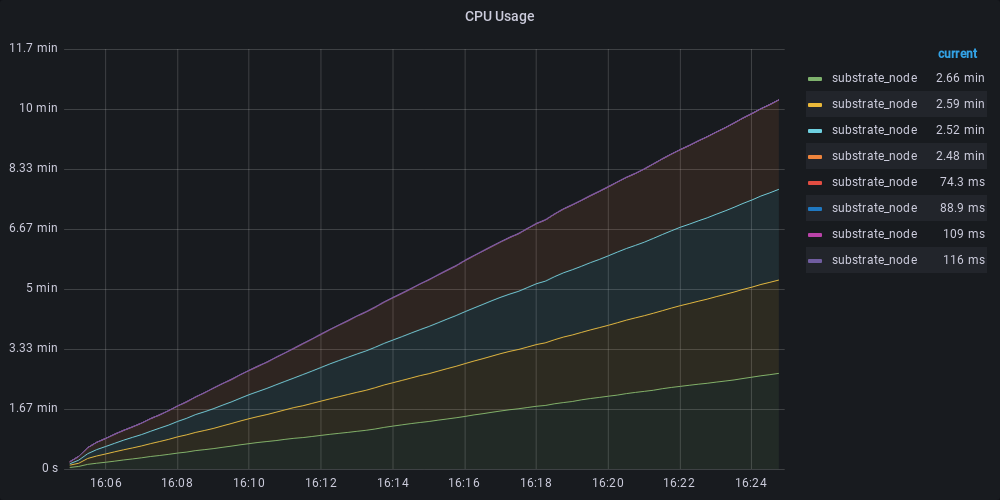 CPU Usage
11.7 min
10 min
8.33 min
6.67 min
5 min
3.33 min
1.67 min
0 s
16:06 16:08 16:10 16:12 16:14 16:16 16:18 16:20 16:22 16:24
current
substrate_node 2.66 min
substrate_node 2.59 min
substrate_node 2.52 min
substrate_node 2.48 min
substrate_node 74.3 ms
substrate_node 88.9 ms
substrate_node 109 ms
substrate_node 116 ms